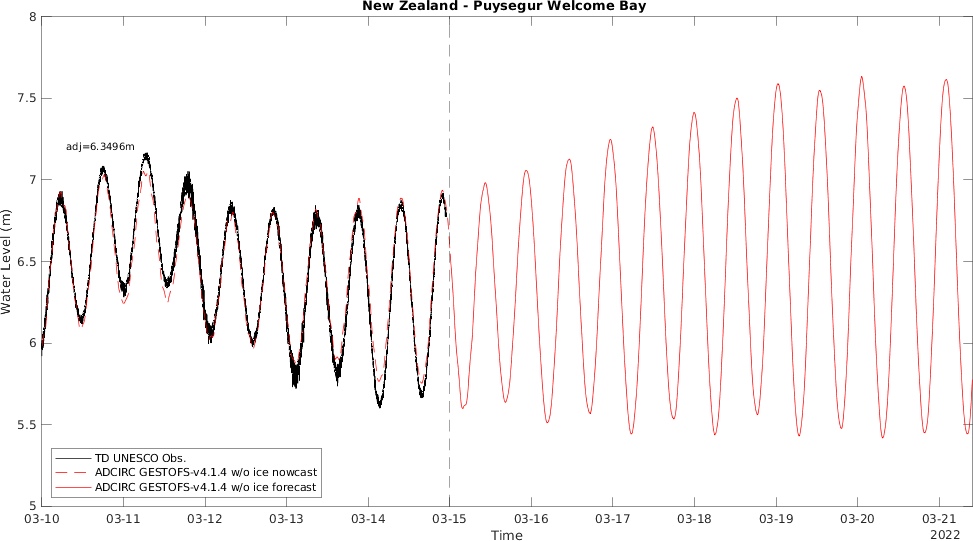 New Zealand - Puysegur Welcome Bay
8
7.5
7
6.5
6
5.5
5
Water Level (m)
adj=6.3496m
TD UNESCO Obs.
ADCIRC GESTOFS-v4.1.4 w/o ice nowcast
ADCIRC GESTOFS-v4.1.4 w/o ice forecast
03-10 03-11 03-12 03-13 03-14 03-15 03-16 03-17 03-18 03-19 03-20 03-21
Time
2022